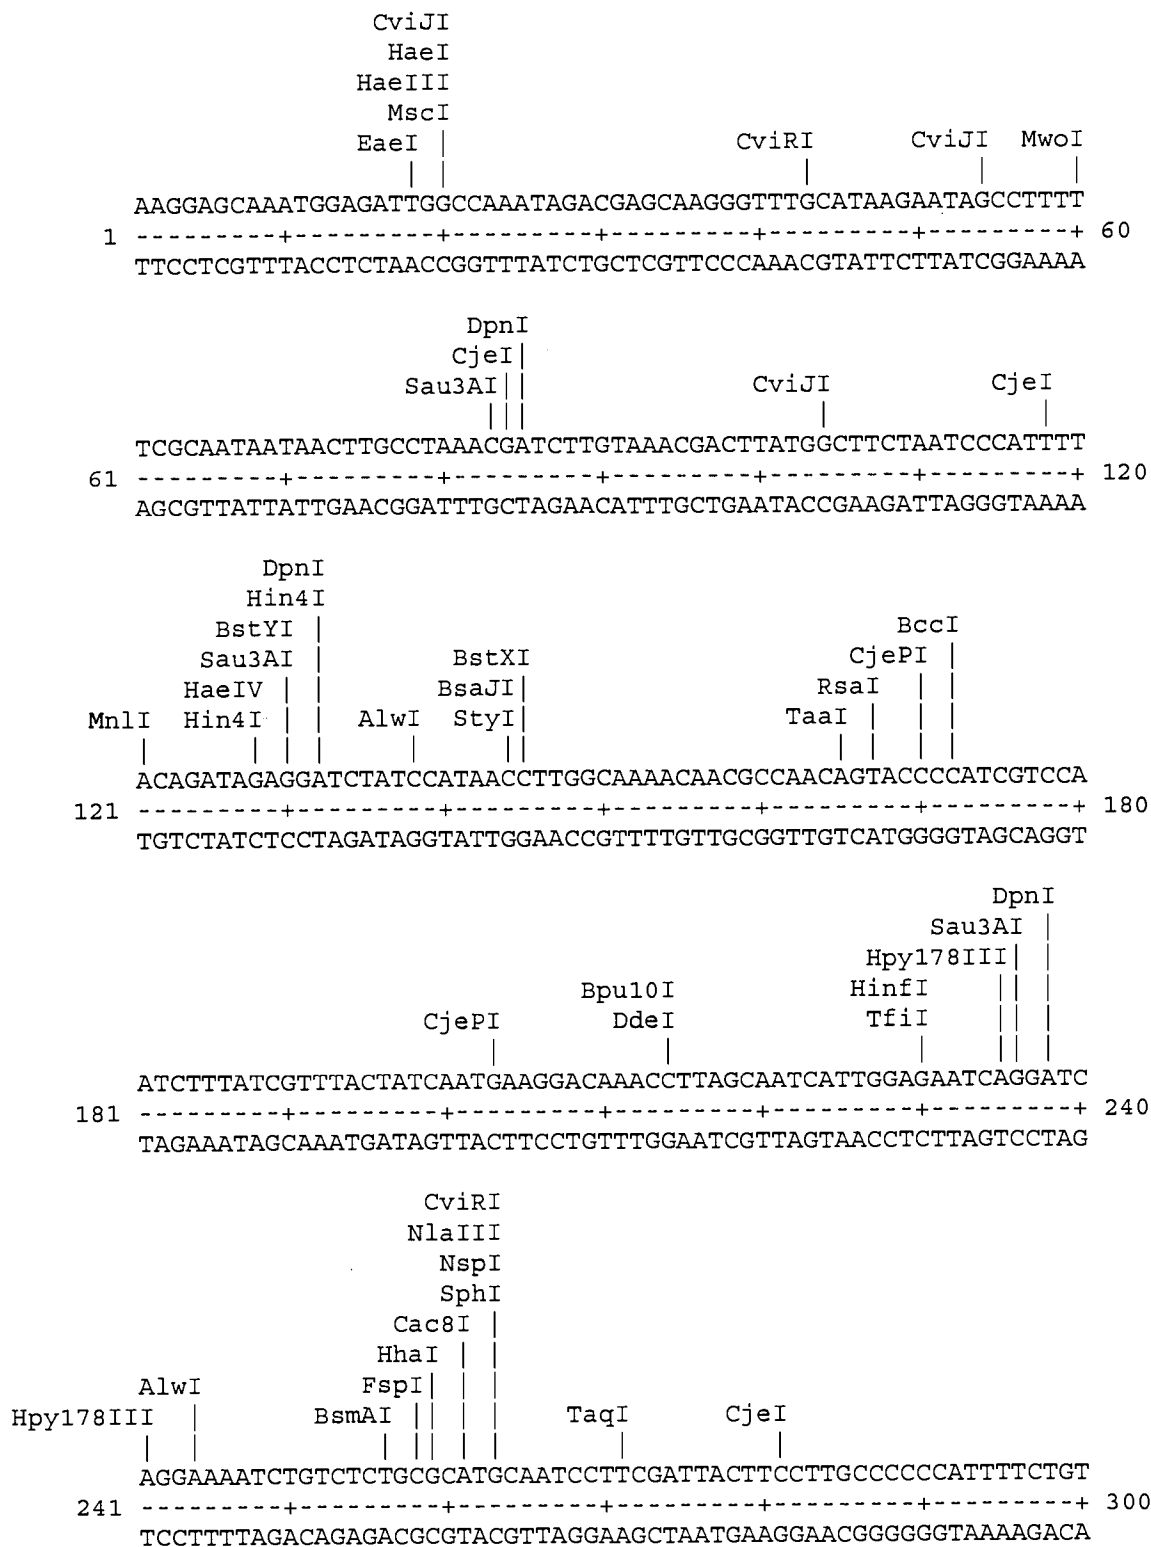 CviJI
HaeI
HaeIII
MscI
EaeI | CviRI CviJI MwoI
| | | | |
AAGGAGCAAATGGAGATTGGCCAAATAGACGAGCAAGGGTTTGCATAAGAATAGCCTTTT
1 ---------+---------+---------+---------+---------+---------+ 60
TTCCTCGTTTACCTCTAACCGGTTTATCTGCTCGTTCCCAAACGTATTCTTATCGGAAAA
DpnI
CjeI|
Sau3AI|| CviJI CjeI
||| | |
TCGCAATAATAACTTGCCTAAACGATCTTGTAAACGACTTATGGCTTCTAATCCCATTTT
61 ---------+---------+---------+---------+---------+---------+ 120
AGCGTTATTATTGAACGGATTTGCTAGAACATTTGCTGAATACCGAAGATTAGGGTAAAA
DpnI
Hin4I
BstYI | BccI
Sau3AI | BstXI CjePI |
HaeIV | | BsaJI| RsaI | |
MnlI Hin4I | | AlwI StyI| TaaI | | |
| | | | | || | | | |
ACAGATAGAGGATCTATCCATAACCTTGGCAAAACAACGCCAACAGTACCCCATCGTCCA
121 ---------+---------+---------+---------+---------+---------+ 180
TGTCTATCTCCTAGATAGGTATTGGAACCGTTTTGTTGCGGTTGTCATGGGGTAGCAGGT
DpnI
Sau3AI |
Hpy178III| |
Bpu10I HinfI || |
CjePI DdeI TfiI || |
| | | || |
ATCTTTATCGTTTACTATCAATGAAGGACAAACCTTAGCAATCATTGGAGAATCAGGATC
181 ---------+---------+---------+---------+---------+---------+ 240
TAGAAATAGCAAATGATAGTTACTTCCTGTTTGGAATCGTTAGTAACCTCTTAGTCCTAG
CviRI
NlaIII
NspI
SphI
Cac8I |
HhaI | |
AlwI FspI| | |
Hpy178III | BsmAI || | | TaqI CjeI
| | | || | | | |
AGGAAAATCTGTCTCTGCGCATGCAATCCTTCGATTACTTCCTTGCCCCCCATTTTCTGT
241 ---------+---------+---------+---------+---------+---------+ 300
TCCTTTTAGACAGAGACGCGTACGTTAGGAAGCTAATGAAGGAACGGGGGGTAAAAGACA